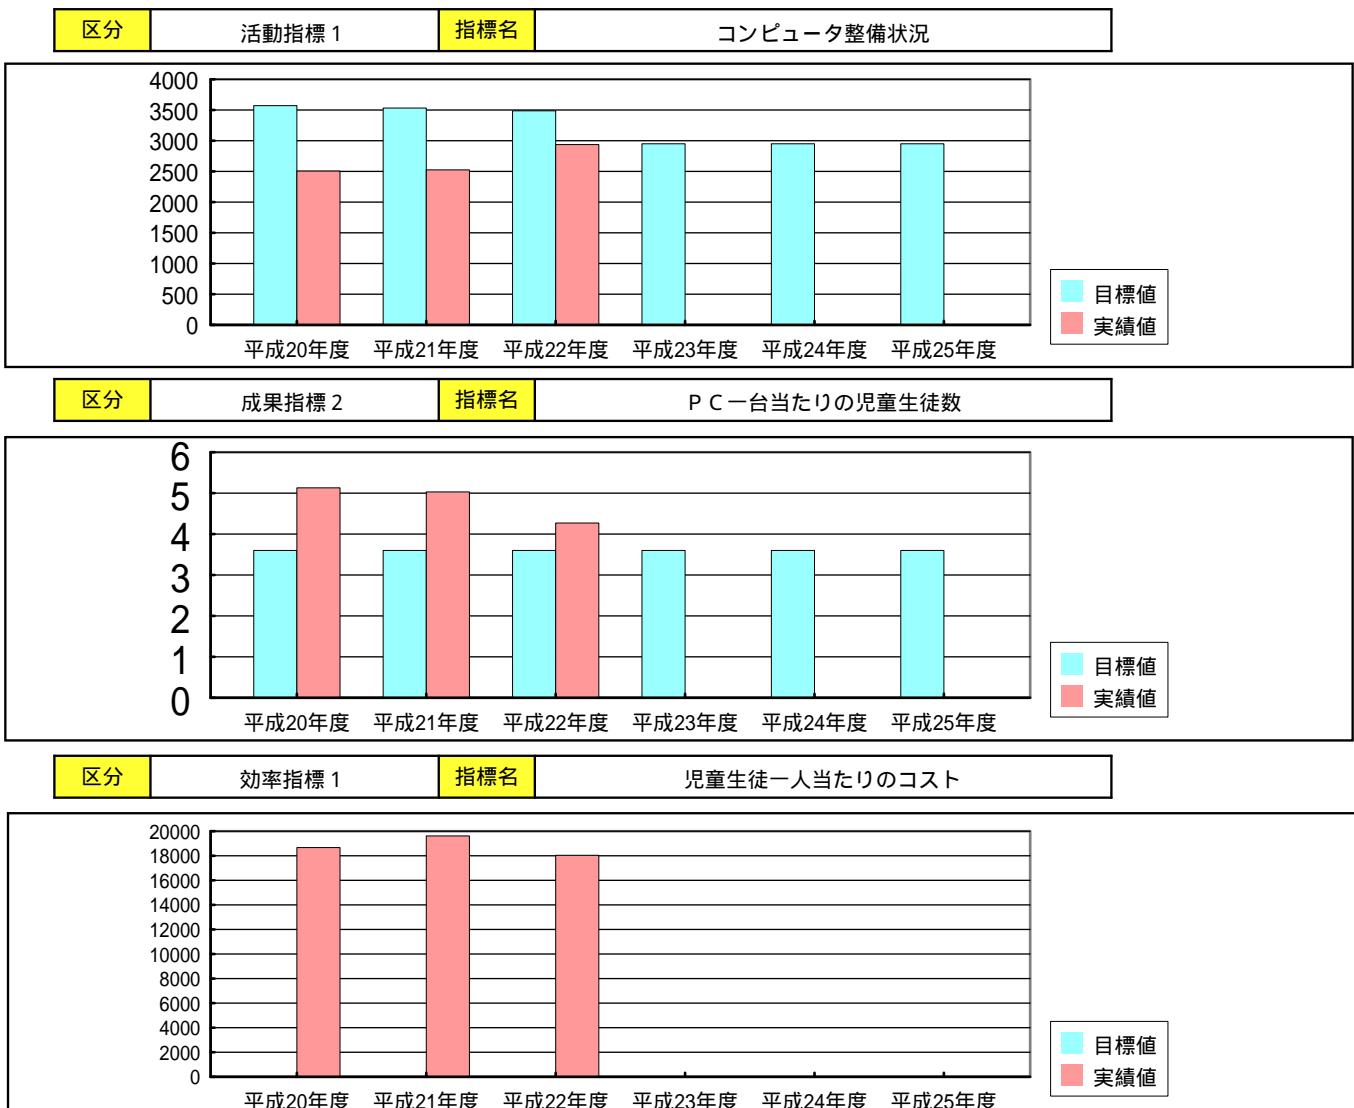 区分 活動指標１ 指標名 コンピュータ整備状況
4000
3500
3000
2500
2000
1500
1000
500
0
平成20年度 平成21年度 平成22年度 平成23年度 平成24年度 平成25年度
目標値
実績値
区分 成果指標２ 指標名 ＰＣ一台当たりの児童生徒数
6
5
4
3
2
1
0
平成20年度 平成21年度 平成22年度 平成23年度 平成24年度 平成25年度
目標値
実績値
区分 効率指標１ 指標名 児童生徒一人当たりのコスト
20000
18000
16000
14000
12000
10000
8000
6000
4000
2000
0
平成20年度 平成21年度 平成22年度 平成23年度 平成24年度 平成25年度
目標値
実績値